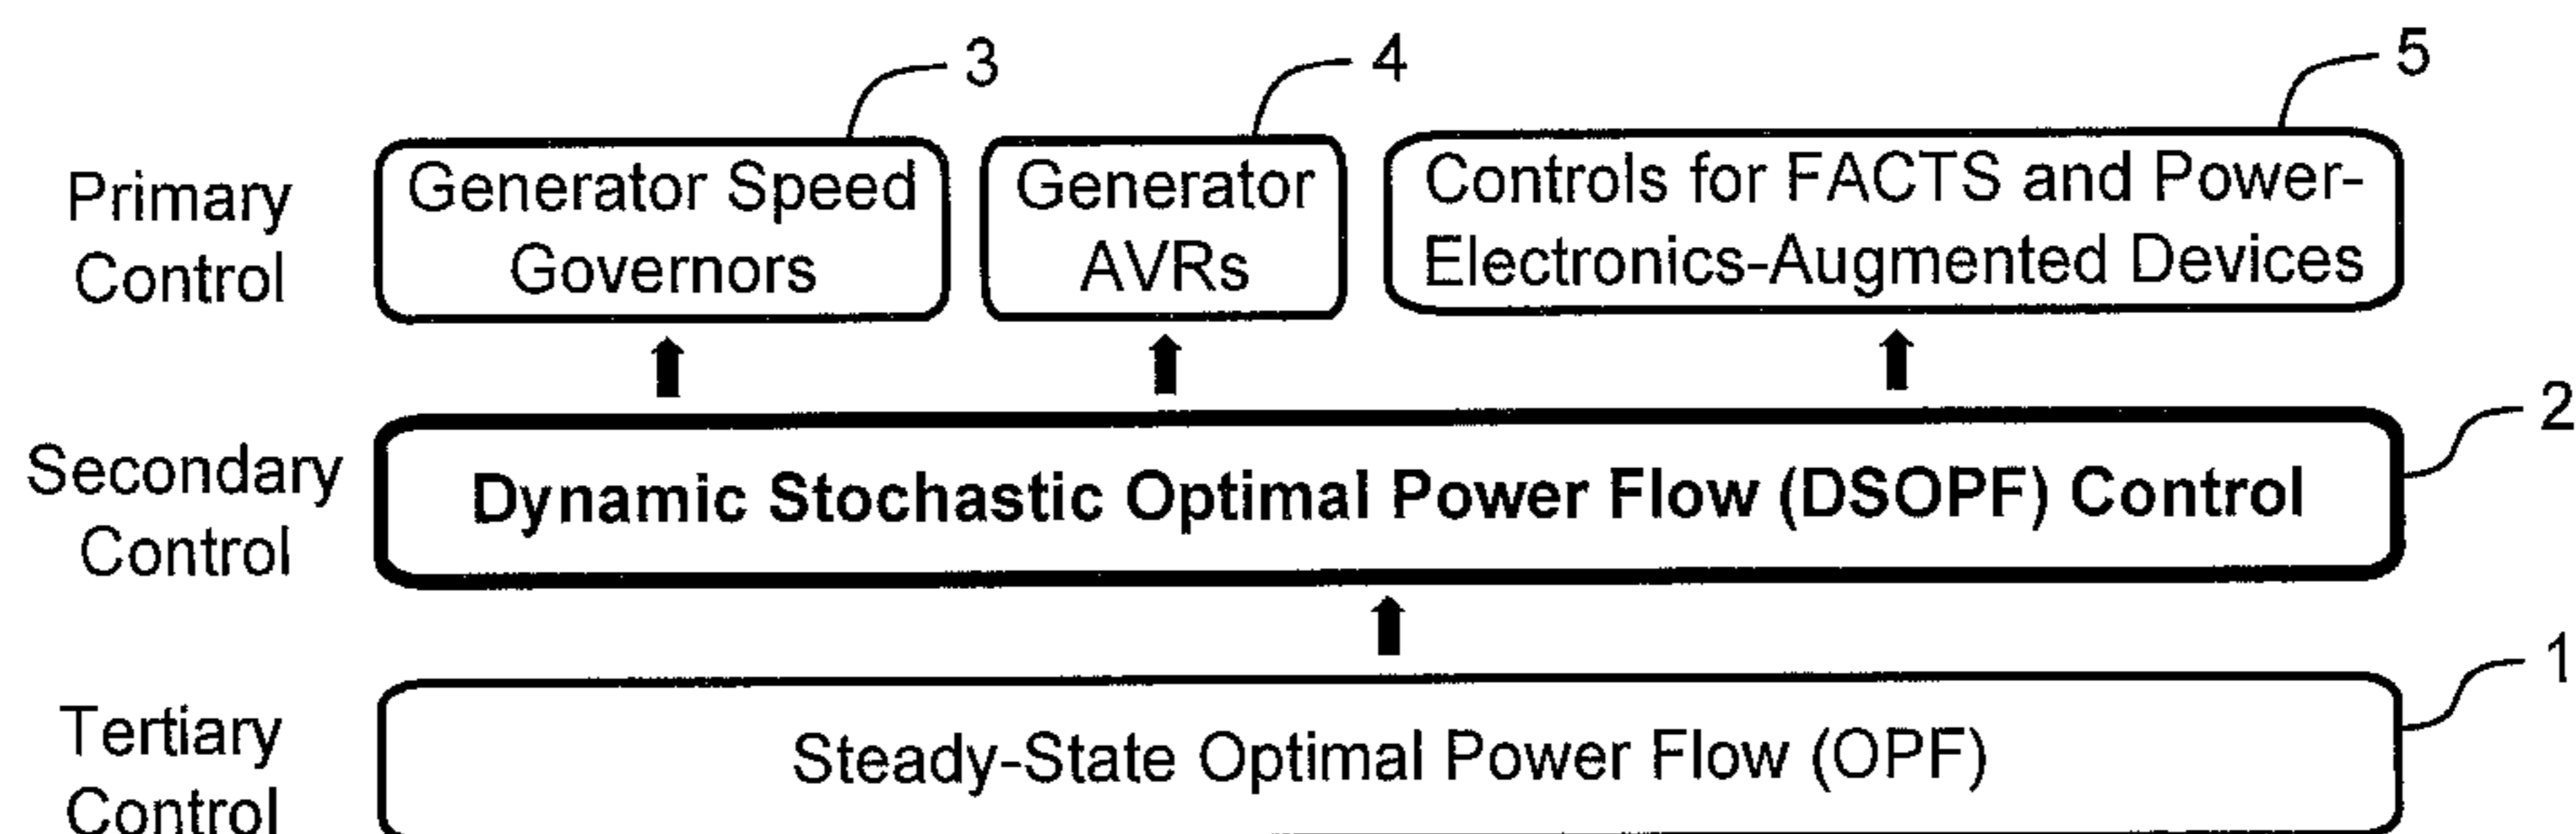 3
4
5
Primary
Control
Generator Speed
Governors
Generator
AVRs
Controls for FACTS and Power-
Electronics-Augmented Devices
2
Secondary
Control
Dynamic Stochastic Optimal Power Flow (DSOPF) Control
1
Tertiary
Control
Steady-State Optimal Power Flow (OPF)